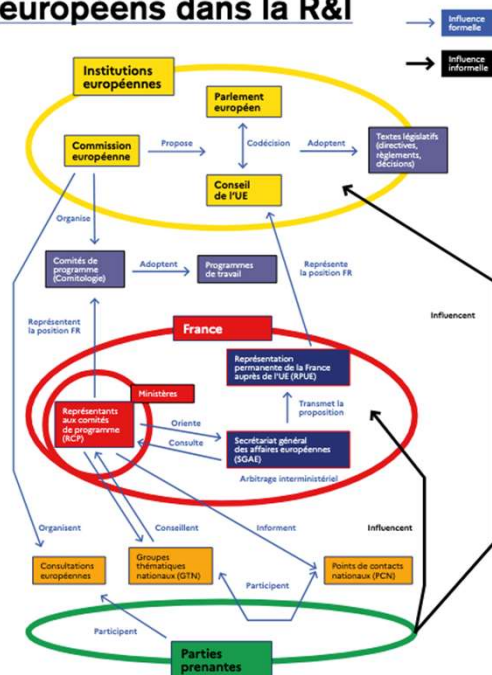 européens dans la R&I
Influence
formelle
Influence
informelle
Institutions
européennes
Parlement
européen
Commission
européenne
Propose
Codécision
Adoptent
Textes législatifs
(directives,
règlements,
décisions)
Conseil
de l'UE
Organise
Comités de
programme
(Comitologie)
Adoptent
Programmes
de travail
Représente
la position FR
Influencent
Représentent
la position FR
France
Représentation
permanente de la France
auprès de l'UE (RPUE)
Ministères
Représentants
aux comités
de programme
(RCP)
Oriente
Consulte
Transmet la
proposition
Secrétariat général
des affaires européennes
(SGAE)
Arbitrage interministériel
Organisent
Conseillent
Informent
Influencent
Consultations
européennes
Groupes
thématiques
nationaux (GTN)
Points de contacts
nationaux (PCN)
Participent
Participent
Parties
prenantes